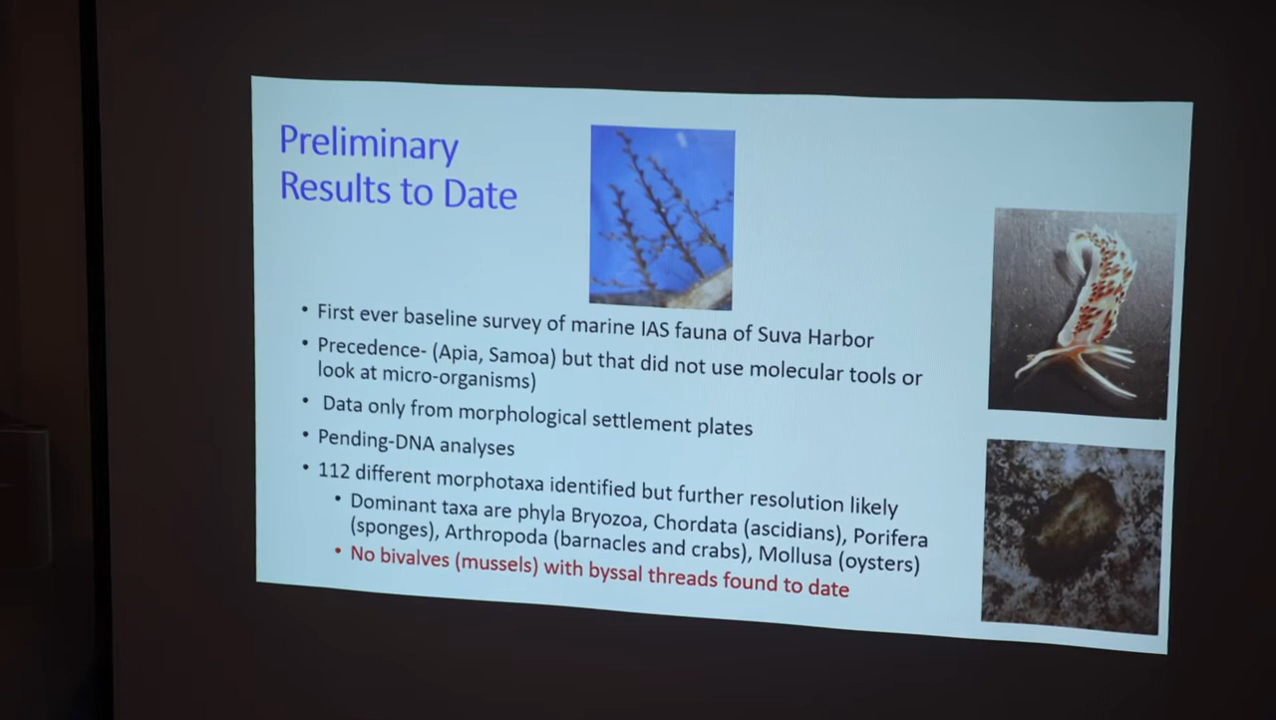 Preliminary
Results to Date
• First ever baseline survey of marine IAS fauna of Suva Harbor
• Precedence- (Apia, Samoa) but that did not use molecular tools or
look at micro-organisms)
• Data only from morphological settlement plates
• Pending-DNA analyses
• 112 different morphotaxa identified but further resolution likely
• Dominant taxa are phyla Bryozoa, Chordata (ascidians), Porifera
(sponges), Arthropoda (barnacles and crabs), Mollusa (oysters)
• No bivalves (mussels) with byssal threads found to date